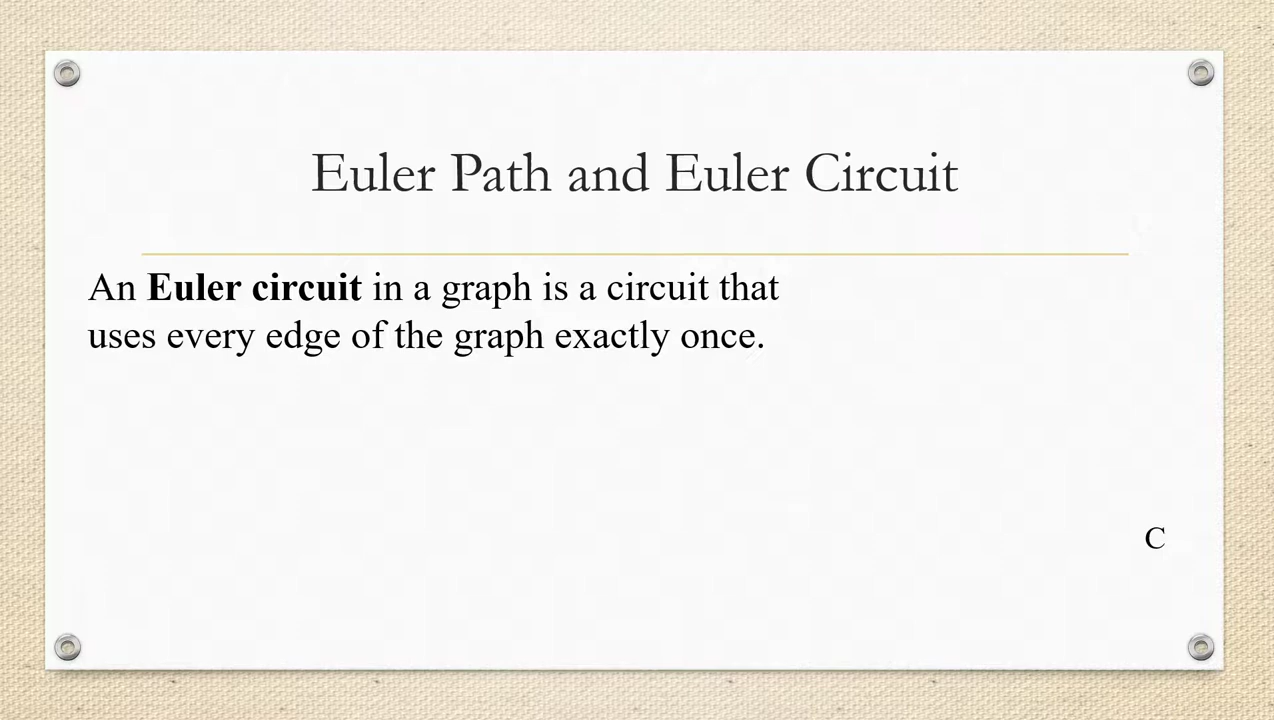 Euler Path and Euler Circuit
An Euler circuit in a graph is a circuit that
uses every edge of the graph exactly once.
C